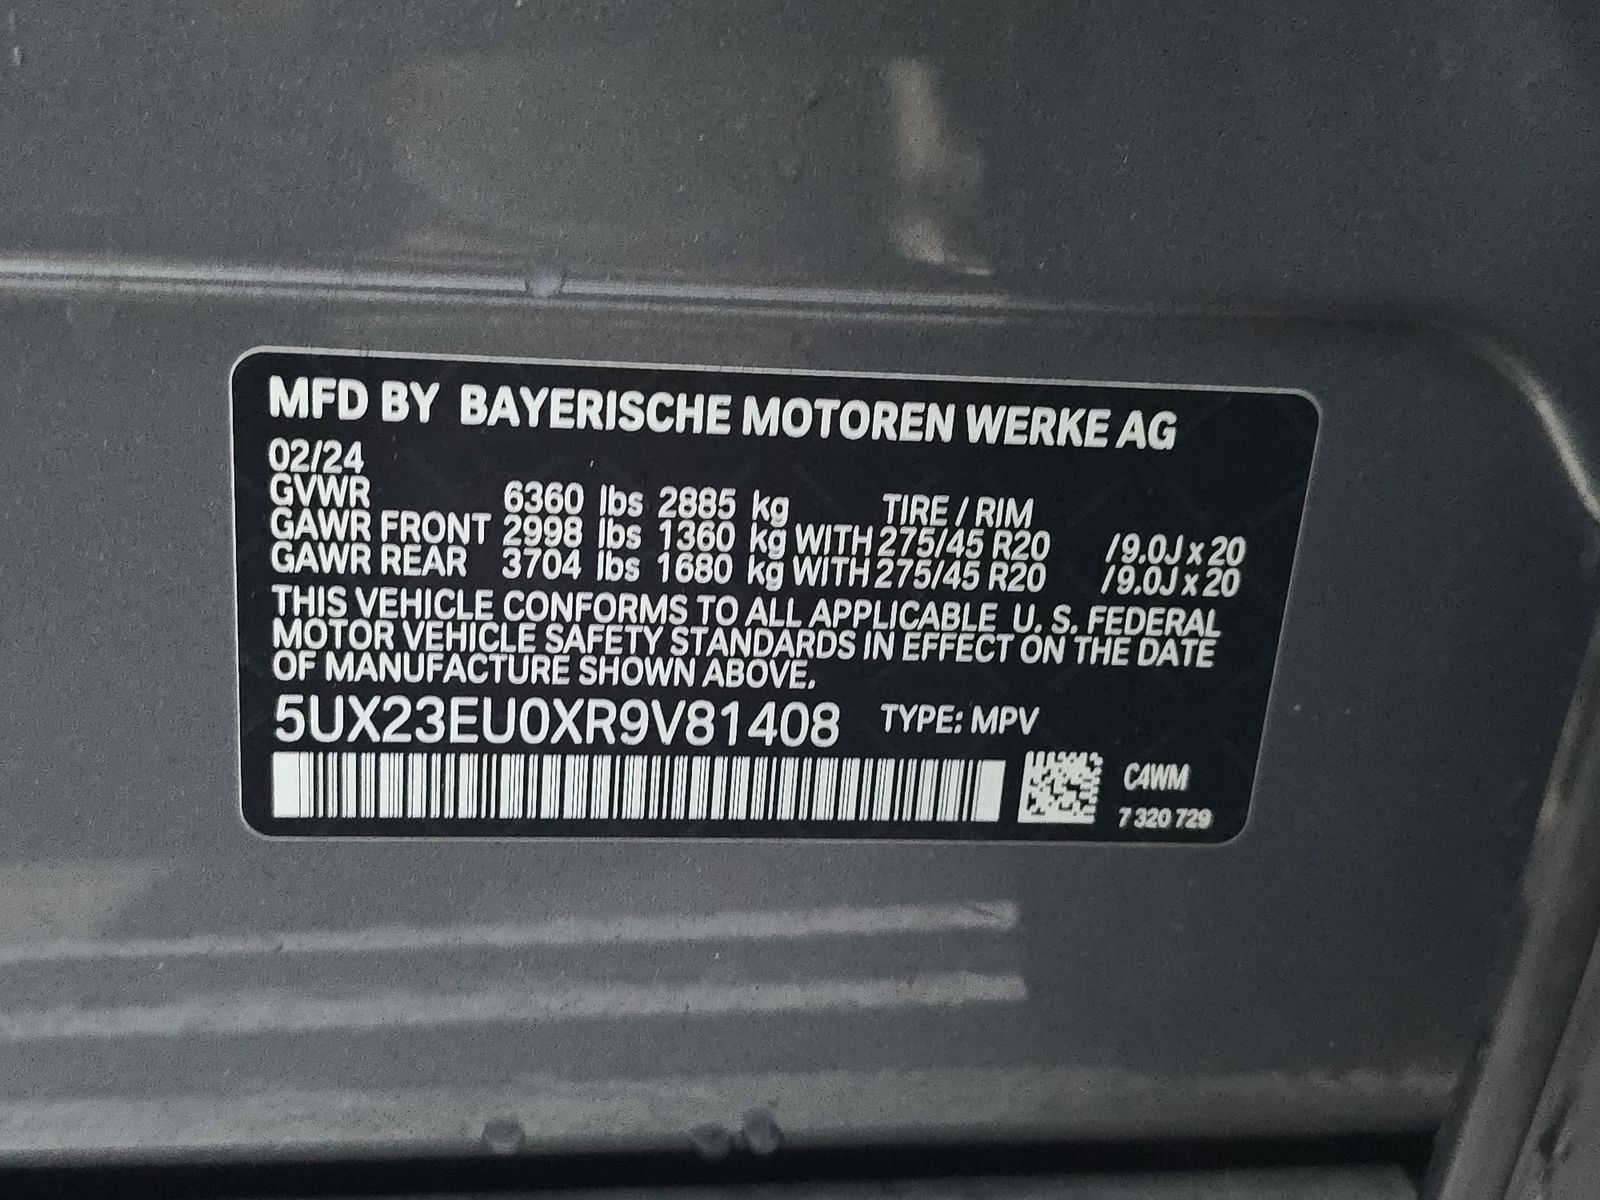 MFD BY BAYERISCHE MOTOREN WERKE AG
02/24
GVWR 6360 lbs 2885 kg TIRE / RIM
GAWR FRONT 2998 lbs 1360 kg WITH 275/45 R20 /9.0J x 20
GAWR REAR 3704 lbs 1680 kg WITH 275/45 R20 /9.0J x 20
THIS VEHICLE CONFORMS TO ALL APPLICABLE U. S. FEDERAL
MOTOR VEHICLE SAFETY STANDARDS IN EFFECT ON THE DATE
OF MANUFACTURE SHOWN ABOVE.
5UX23EU0XR9V81408 TYPE: MPV
C4WM
7 320 729